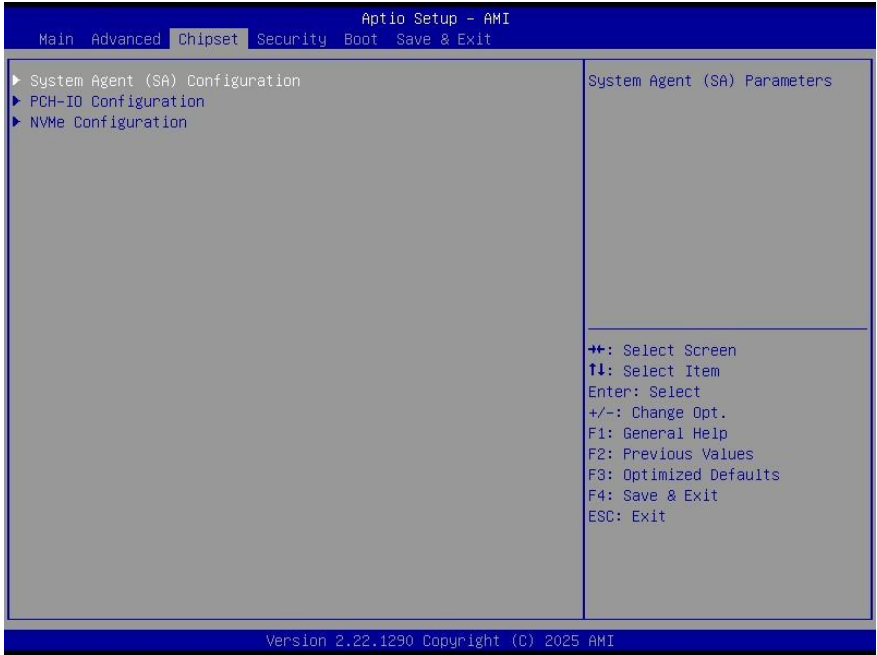 Aptio Setup - AMI
Main Advanced Chipset Security Boot Save & Exit
System Agent (SA) Configuration
PCH-IO Configuration
NVMe Configuration
System Agent (SA) Parameters
→←: Select Screen
↑↓: Select Item
Enter: Select
+/-: Change Opt.
F1: General Help
F2: Previous Values
F3: Optimized Defaults
F4: Save & Exit
ESC: Exit
Version 2.22.1290 Copyright (C) 2025 AMI